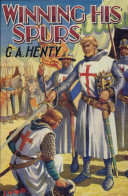 WINNING HIS
SPURS
G. A. HENTY